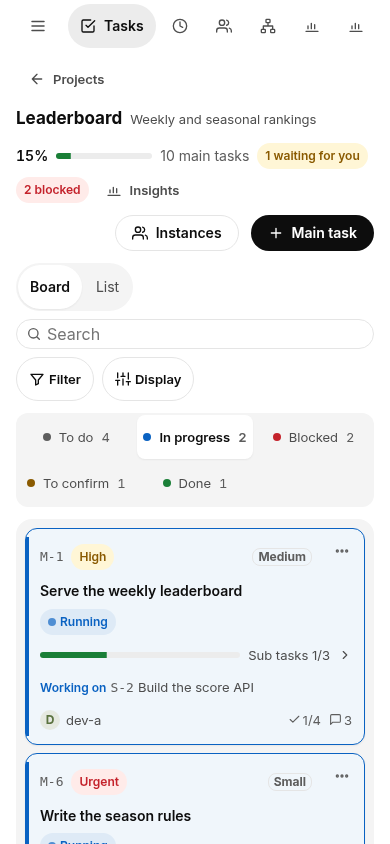 Tasks
Projects
Leaderboard Weekly and seasonal rankings
15% 10 main tasks 1 waiting for you
2 blocked Insights
Instances Main task
Board List
Search
Filter Display
To do 4 In progress 2 Blocked 2
To confirm 1 Done 1
M-1 High Medium
Serve the weekly leaderboard
Running
Sub tasks 1/3
Working on S-2 Build the score API
D dev-a 1/4 3
M-6 Urgent Small
Write the season rules
Running